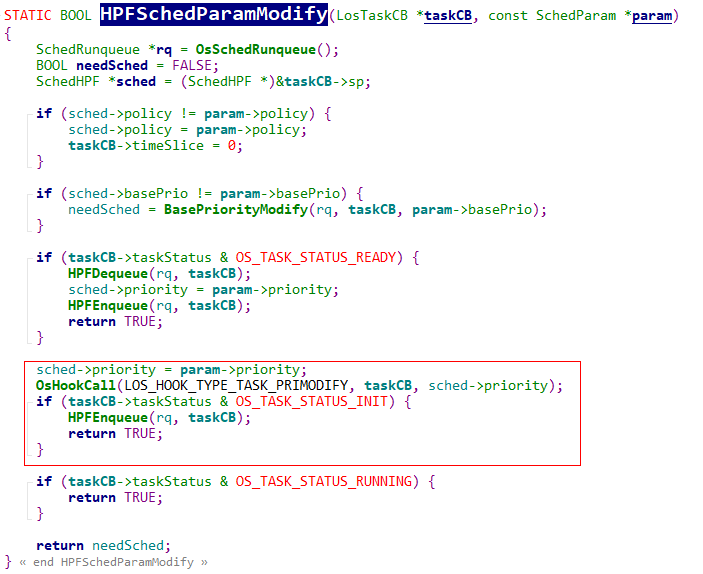 STATIC BOOL HPFSchedParamModify(LosTaskCB *taskCB, const SchedParam *param)
{
    SchedRunqueue *rq = OsSchedRunqueue();
    BOOL needSched = FALSE;
    SchedHPF *sched = (SchedHPF *)&taskCB->sp;

    if (sched->policy != param->policy) {
        sched->policy = param->policy;
        taskCB->timeSlice = 0;
    }

    if (sched->basePrio != param->basePrio) {
        needSched = BasePriorityModify(rq, taskCB, param->basePrio);
    }

    if (taskCB->taskStatus & OS_TASK_STATUS_READY) {
        HPFDequeue(rq, taskCB);
        sched->priority = param->priority;
        HPFEnqueue(rq, taskCB);
        return TRUE;
    }

    sched->priority = param->priority;
    OsHookCall(LOS_HOOK_TYPE_TASK_PRIMODIFY, taskCB, sched->priority);
    if (taskCB->taskStatus & OS_TASK_STATUS_INIT) {
        HPFEnqueue(rq, taskCB);
        return TRUE;
    }

    if (taskCB->taskStatus & OS_TASK_STATUS_RUNNING) {
        return TRUE;
    }

    return needSched;
} « end HPFSchedParamModify »